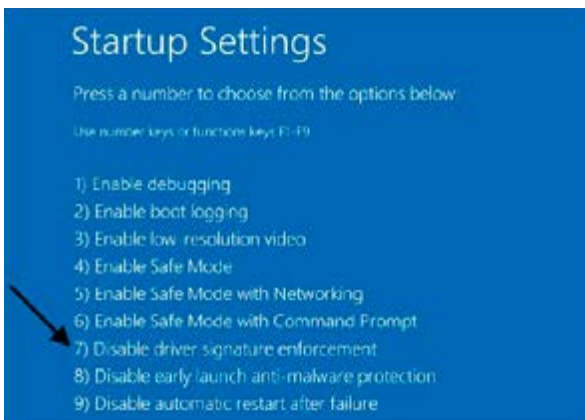 Startup Settings
Press a number to choose from the options below:
Use number keys or functions keys F1-F9.
1) Enable debugging
2) Enable boot logging
3) Enable low-resolution video
4) Enable Safe Mode
5) Enable Safe Mode with Networking
6) Enable Safe Mode with Command Prompt
7) Disable driver signature enforcement
8) Disable early launch anti-malware protection
9) Disable automatic restart after failure